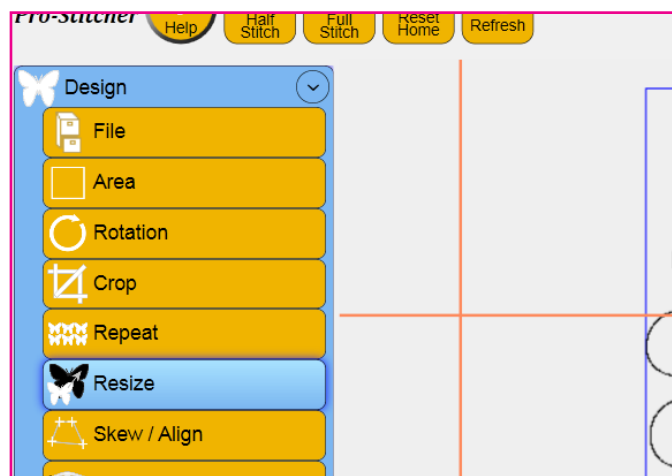 Pro-Stitcher
Help
Half
Stitch
Full
Stitch
Reset
Home
Refresh
Design
File
Area
Rotation
Crop
Repeat
Resize
Skew / Align